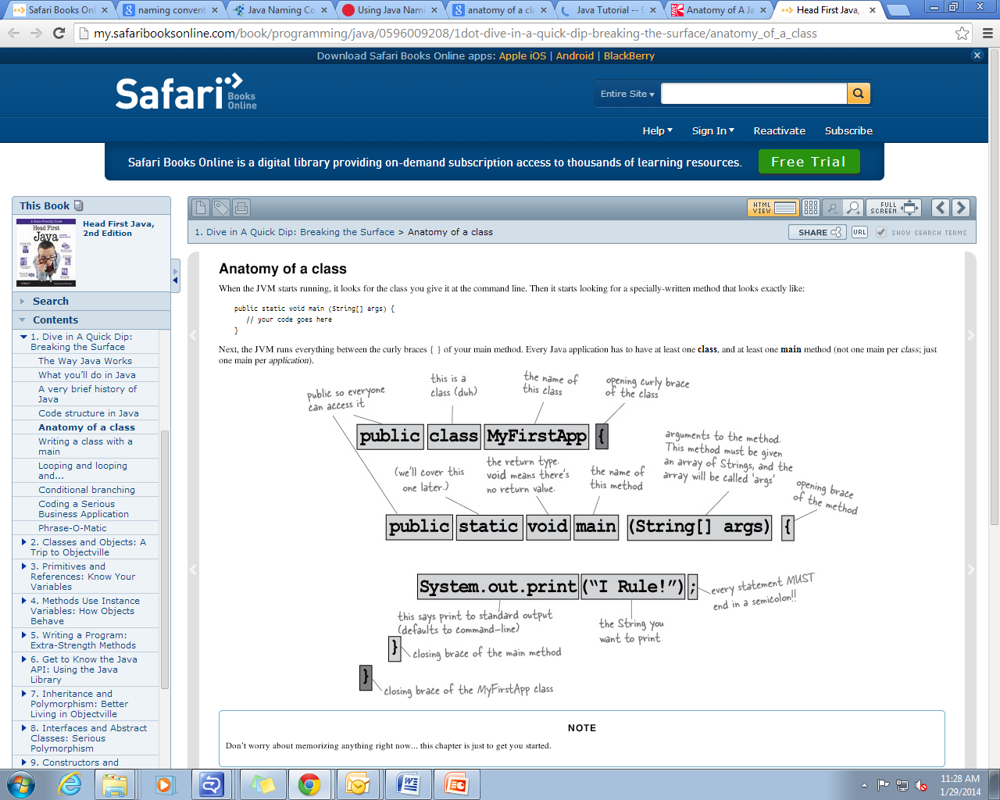 Safari Books Onl
naming convent
Java Naming Co
Using Java Nami
anatomy of a cla
Java Tutorial -- S
Anatomy of A Ja
Head First Java,
my.safaribooksonline.com/book/programming/java/0596009208/1dot-dive-in-a-quick-dip-breaking-the-surface/anatomy_of_a_class
Download Safari Books Online apps: Apple iOS | Android | BlackBerry
Safari Books Online
Entire Site
Help
Sign In
Reactivate
Subscribe
Safari Books Online is a digital library providing on-demand subscription access to thousands of learning resources.
Free Trial
This Book
A Brain-Friendly Guide
Head First
Java
Head First Java,
2nd Edition
Search
Contents
1. Dive in A Quick Dip:
Breaking the Surface
The Way Java Works
What you'll do in Java
A very brief history of
Java
Code structure in Java
Anatomy of a class
Writing a class with a
main
Looping and looping
and...
Conditional branching
Coding a Serious
Business Application
Phrase-O-Matic
2. Classes and Objects: A
Trip to Objectville
3. Primitives and
References: Know Your
Variables
4. Methods Use Instance
Variables: How Objects
Behave
5. Writing a Program:
Extra-Strength Methods
6. Get to Know the Java
API: Using the Java
Library
7. Inheritance and
Polymorphism: Better
Living in Objectville
8. Interfaces and Abstract
Classes: Serious
Polymorphism
9. Constructors and
HTML VIEW
FULL SCREEN
1. Dive in A Quick Dip: Breaking the Surface > Anatomy of a class
SHARE
URL
SHOW SEARCH TERMS
Anatomy of a class
When the JVM starts running, it looks for the class you give it at the command line. Then it starts looking for a specially-written method that looks exactly like:
public static void main (String[] args) {
// your code goes here
}
Next, the JVM runs everything between the curly braces { } of your main method. Every Java application has to have at least one class, and at least one main method (not one main per class; just
one main per application).
public so everyone
can access it
this is a
class (duh)
the name of
this class
opening curly brace
of the class
public class MyFirstApp {
(we'll cover this
one later.)
the return type.
void means there's
no return value.
the name of
this method
arguments to the method.
This method must be given
an array of Strings, and the
array will be called 'args'
opening brace
of the method
public static void main (String[] args) {
System.out.print(“I Rule!”);
every statement MUST
end in a semicolon!!
this says print to standard output
(defaults to command-line)
the String you
want to print
}
closing brace of the main method
}
closing brace of the MyFirstApp class
NOTE
Don't worry about memorizing anything right now... this chapter is just to get you started.
11:28 AM
1/29/2014